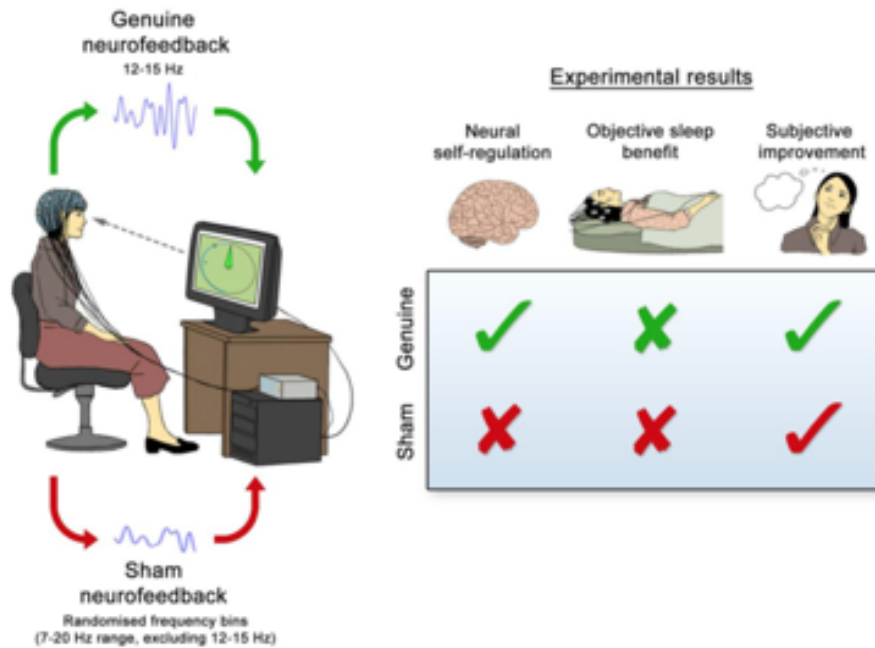 Genuine
neurofeedback
12-15 Hz
Experimental results
Neural
self-regulation
Objective sleep
benefit
Subjective
improvement
Genuine
Sham
Sham
neurofeedback
Randomised frequency bins
(7-20 Hz range, excluding 12-15 Hz)